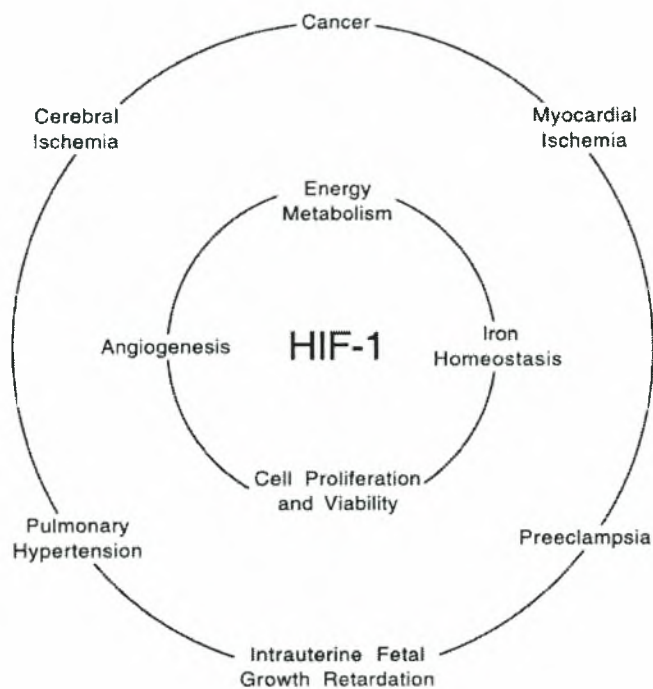 Cancer
Cerebral
Ischemia
Myocardial
Ischemia
Energy
Metabolism
Angiogenesis
HIF-1
Iron
Homeostasis
Cell Proliferation
and Viability
Pulmonary
Hypertension
Preeclampsia
Intrauterine Fetal
Growth Retardation